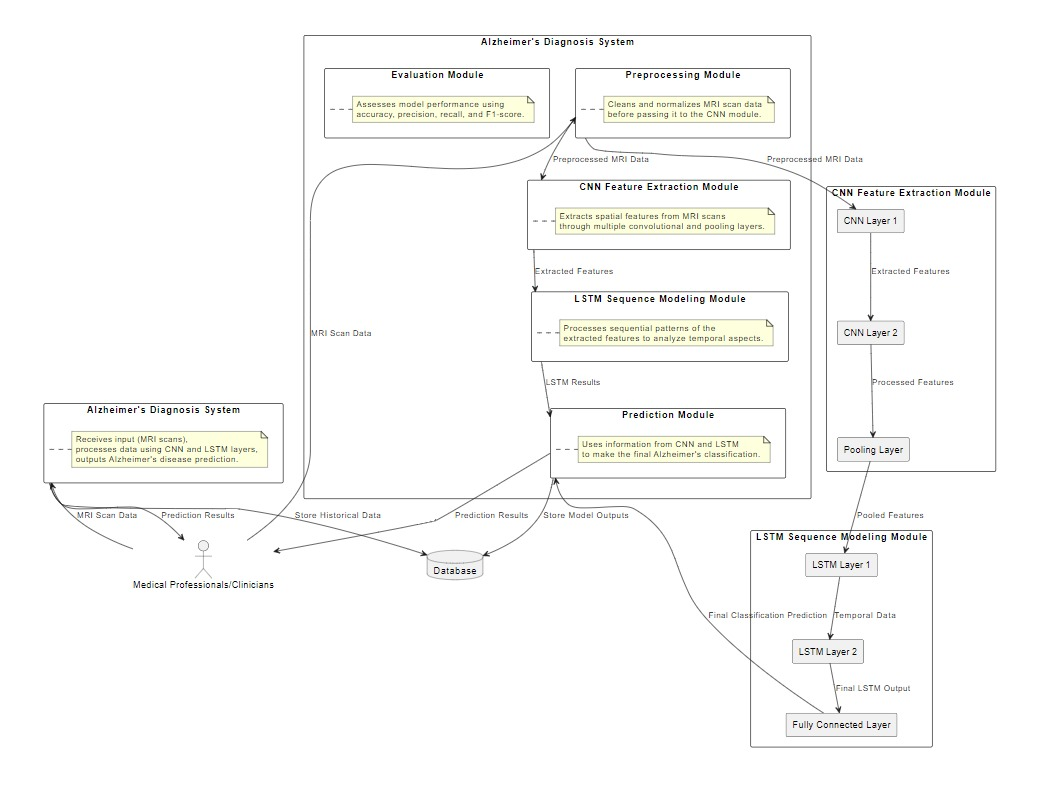 Alzheimer's Diagnosis System
Evaluation Module
Assesses model performance using
accuracy, precision, recall, and F1-score.
Preprocessing Module
Cleans and normalizes MRI scan data
before passing it to the CNN module.
Preprocessed MRI Data
Preprocessed MRI Data
CNN Feature Extraction Module
Extracts spatial features from MRI scans
through multiple convolutional and pooling layers.
CNN Feature Extraction Module
CNN Layer 1
Extracted Features
Extracted Features
LSTM Sequence Modeling Module
Processes sequential patterns of the
extracted features to analyze temporal aspects.
CNN Layer 2
MRI Scan Data
LSTM Results
Processed Features
Alzheimer's Diagnosis System
Receives input (MRI scans),
processes data using CNN and LSTM layers,
outputs Alzheimer's disease prediction.
Prediction Module
Uses information from CNN and LSTM
to make the final Alzheimer's classification.
Pooling Layer
MRI Scan Data
Prediction Results
Store Historical Data
Prediction Results
Store Model Outputs
Pooled Features
Medical Professionals/Clinicians
Database
LSTM Sequence Modeling Module
LSTM Layer 1
Final Classification Prediction
Temporal Data
LSTM Layer 2
Final LSTM Output
Fully Connected Layer